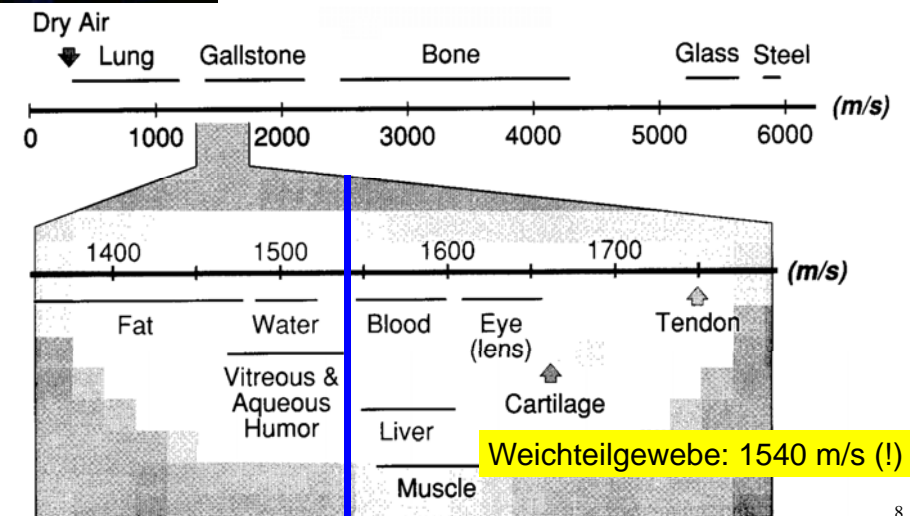 Dry Air
Lung Gallstone Bone Glass Steel
(m/s)
0 1000 2000 3000 4000 5000 6000
1400 1500 1600 1700
(m/s)
Fat Water Blood Eye (lens) Tendon
Vitreous & Aqueous Humor
Cartilage
Liver
Weichteilgewebe: 1540 m/s (!)
Muscle
8